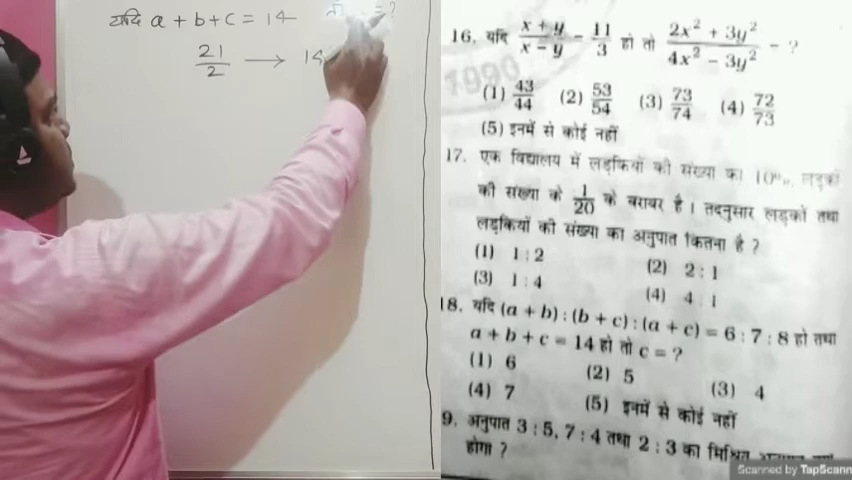 यदि a + b + c = 14
= ?
21/2 → 14
16. यदि (x + y)/(x − y) − 11/3 हो तो (2x² + 3y²)/(4x² − 3y²) − ?
(1) 43/44 (2) 53/54 (3) 73/74 (4) 72/73
(5) इनमें से कोई नहीं
1990
17. एक विद्यालय में लड़कियों की संख्या का 10%, लड़कों
की संख्या के 1/20 के बराबर है। तदनुसार लड़कों तथा
लड़कियों की संख्या का अनुपात कितना है ?
(1) 1 : 2 (2) 2 : 1
(3) 1 : 4 (4) 4 : 1
18. यदि (a + b) : (b + c) : (a + c) = 6 : 7 : 8 हो तथा
a + b + c = 14 हो तो c = ?
(1) 6 (2) 5 (3) 4
(4) 7 (5) इनमें से कोई नहीं
9. अनुपात 3 : 5, 7 : 4 तथा 2 : 3 का मिश्रित
होगा ?
Scanned by TapScann